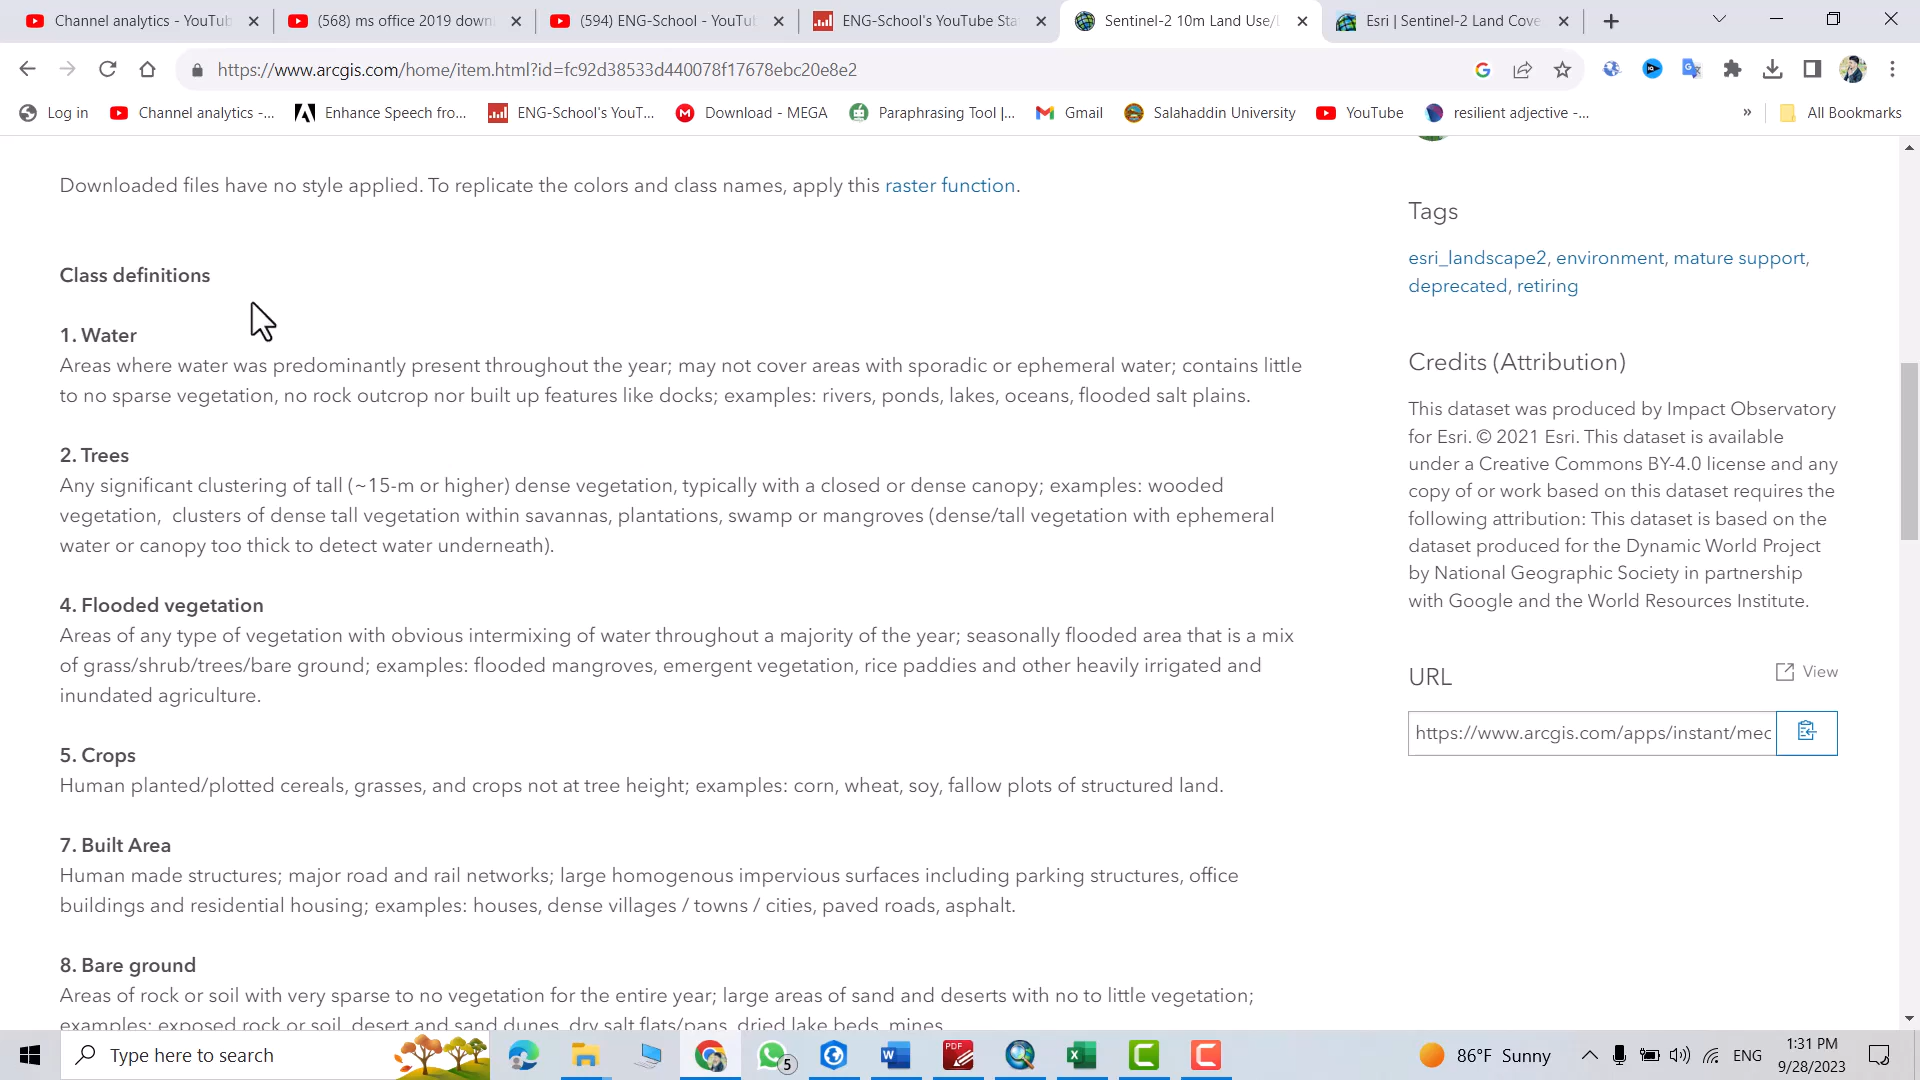 Channel analytics - YouTub
(568) ms office 2019 down
(594) ENG-School - YouTu
ENG-School's YouTube Sta
Sentinel-2 10m Land Use/L
Esri | Sentinel-2 Land Cove
https://www.arcgis.com/home/item.html?id=fc92d38533d440078f17678ebc20e8e2
Log in
Channel analytics -...
Enhance Speech fro...
ENG-School's YouT...
Download - MEGA
Paraphrasing Tool |...
Gmail
Salahaddin University
YouTube
resilient adjective -...
»
All Bookmarks
Downloaded files have no style applied. To replicate the colors and class names, apply this raster function.
Class definitions
1. Water
Areas where water was predominantly present throughout the year; may not cover areas with sporadic or ephemeral water; contains little
to no sparse vegetation, no rock outcrop nor built up features like docks; examples: rivers, ponds, lakes, oceans, flooded salt plains.
2. Trees
Any significant clustering of tall (~15-m or higher) dense vegetation, typically with a closed or dense canopy; examples: wooded
vegetation,  clusters of dense tall vegetation within savannas, plantations, swamp or mangroves (dense/tall vegetation with ephemeral
water or canopy too thick to detect water underneath).
4. Flooded vegetation
Areas of any type of vegetation with obvious intermixing of water throughout a majority of the year; seasonally flooded area that is a mix
of grass/shrub/trees/bare ground; examples: flooded mangroves, emergent vegetation, rice paddies and other heavily irrigated and
inundated agriculture.
5. Crops
Human planted/plotted cereals, grasses, and crops not at tree height; examples: corn, wheat, soy, fallow plots of structured land.
7. Built Area
Human made structures; major road and rail networks; large homogenous impervious surfaces including parking structures, office
buildings and residential housing; examples: houses, dense villages / towns / cities, paved roads, asphalt.
8. Bare ground
Areas of rock or soil with very sparse to no vegetation for the entire year; large areas of sand and deserts with no to little vegetation;
examples: exposed rock or soil, desert and sand dunes, dry salt flats/pans, dried lake beds, mines.
Tags
esri_landscape2, environment, mature support,
deprecated, retiring
Credits (Attribution)
This dataset was produced by Impact Observatory
for Esri. © 2021 Esri. This dataset is available
under a Creative Commons BY-4.0 license and any
copy of or work based on this dataset requires the
following attribution: This dataset is based on the
dataset produced for the Dynamic World Project
by National Geographic Society in partnership
with Google and the World Resources Institute.
URL
View
https://www.arcgis.com/apps/instant/mec
Type here to search
5
PDF
86°F Sunny
ENG
1:31 PM
9/28/2023